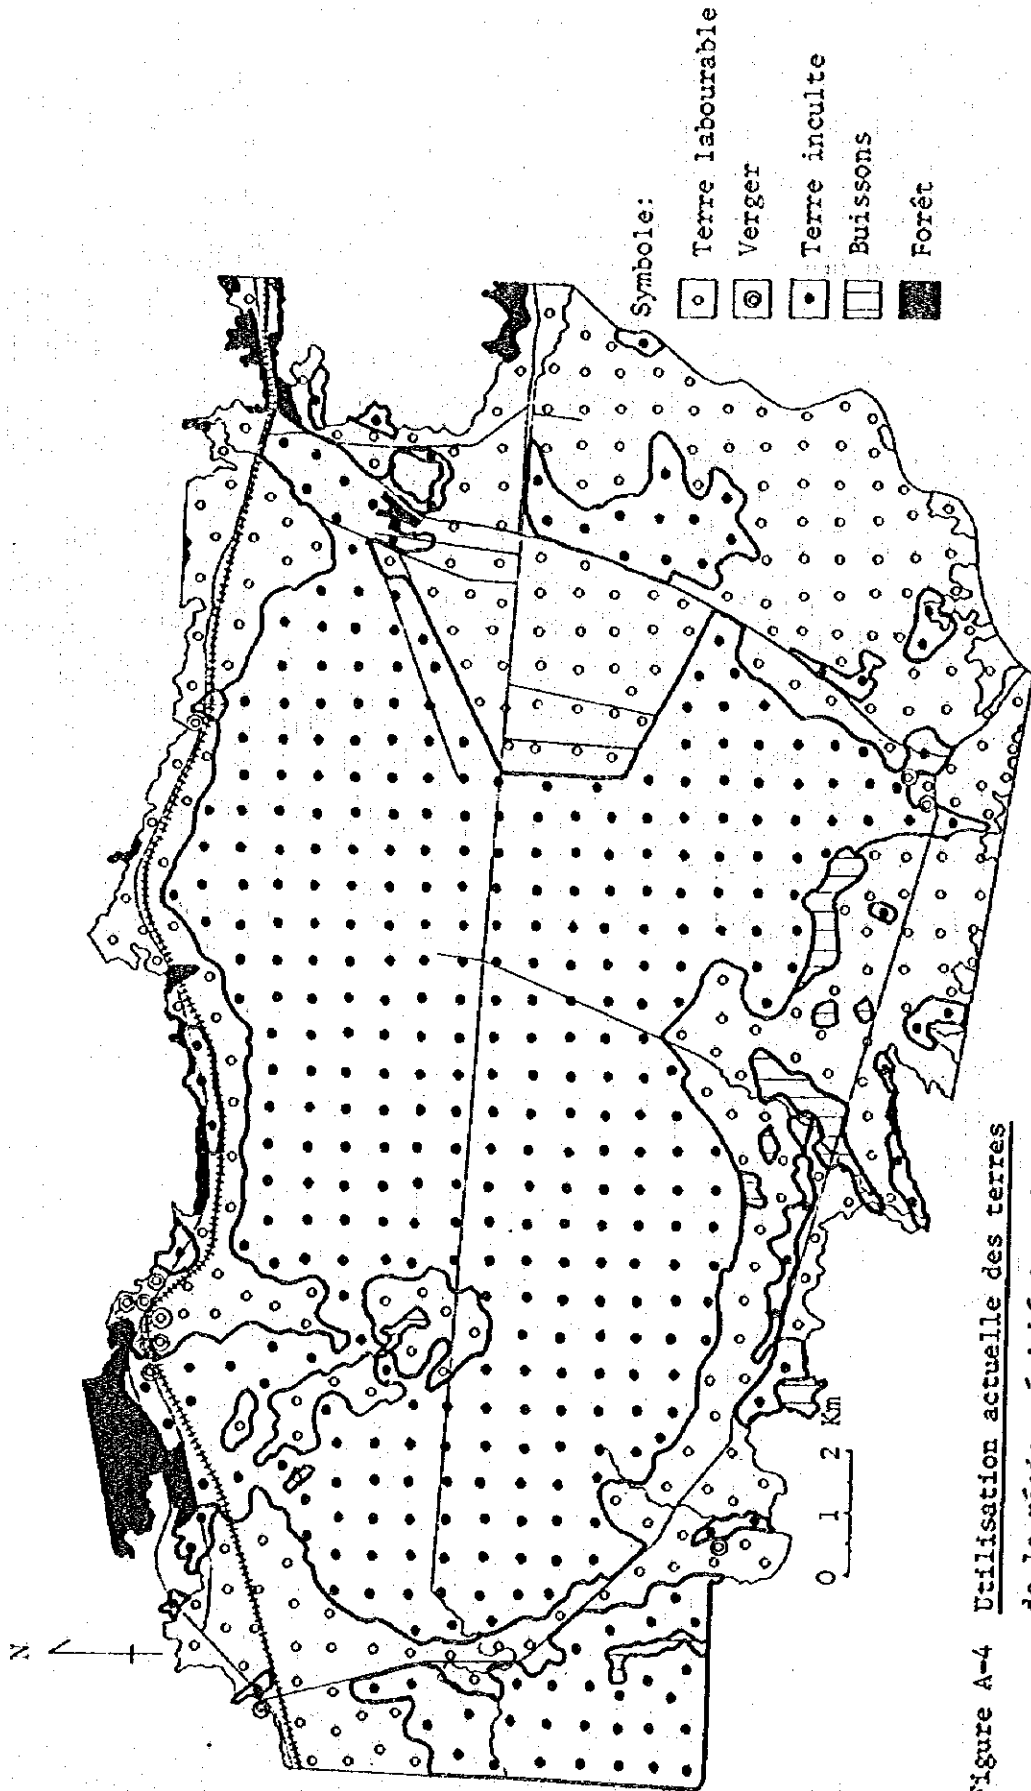 N
Symbole:
Terre labourable
Verger
Terre inculte
Buissons
Forêt
0 1 2 Km
Figure A-4 Utilisation actuelle des terres